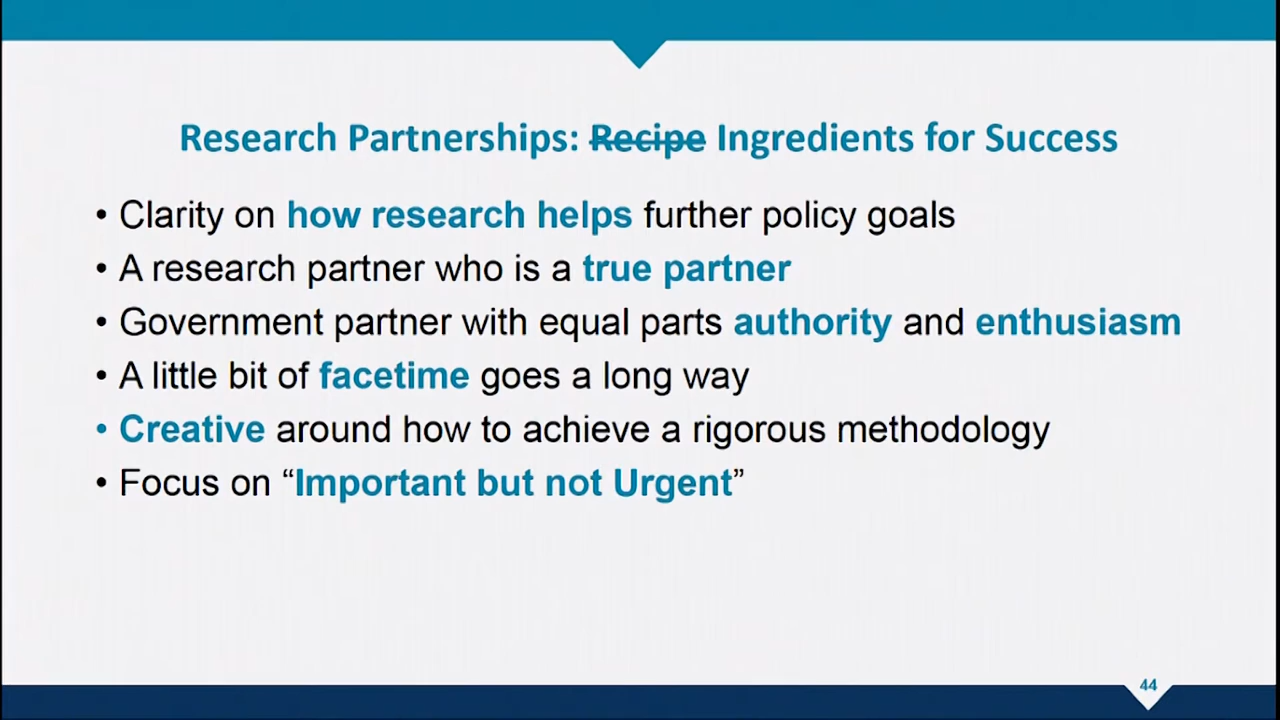 Research Partnerships: Recipe Ingredients for Success
• Clarity on how research helps further policy goals
• A research partner who is a true partner
• Government partner with equal parts authority and enthusiasm
• A little bit of facetime goes a long way
• Creative around how to achieve a rigorous methodology
• Focus on “Important but not Urgent”
44